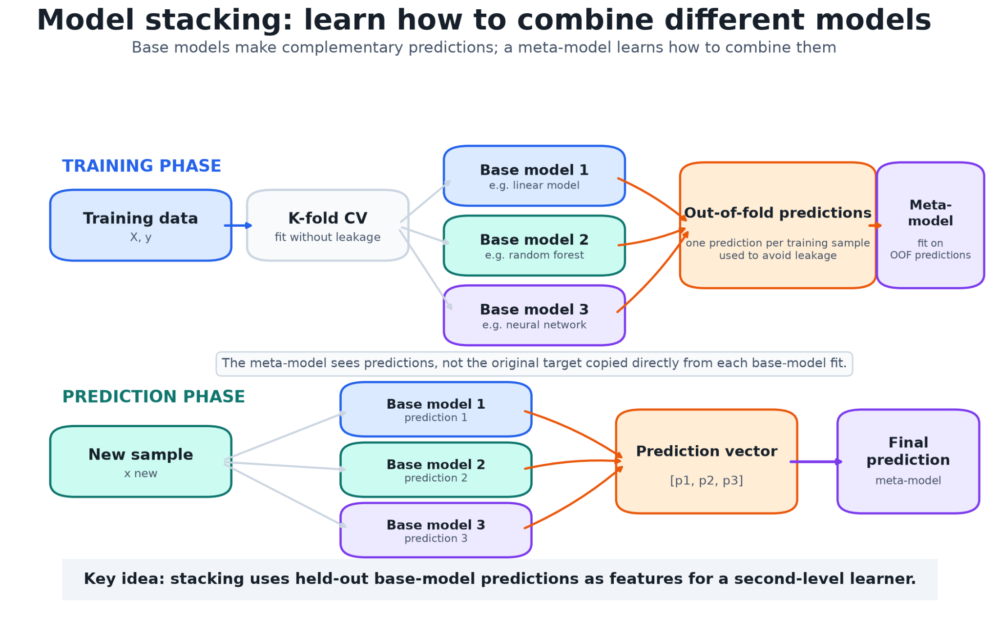 Model stacking: learn how to combine different models
Base models make complementary predictions; a meta-model learns how to combine them
TRAINING PHASE
Training data
X, y
K-fold CV
fit without leakage
Base model 1
e.g. linear model
Base model 2
e.g. random forest
Base model 3
e.g. neural network
Out-of-fold predictions
one prediction per training sample
used to avoid leakage
Meta-
model
fit on
OOF predictions
The meta-model sees predictions, not the original target copied directly from each base-model fit.
PREDICTION PHASE
New sample
x new
Base model 1
prediction 1
Base model 2
prediction 2
Base model 3
prediction 3
Prediction vector
[p1, p2, p3]
Final
prediction
meta-model
Key idea: stacking uses held-out base-model predictions as features for a second-level learner.